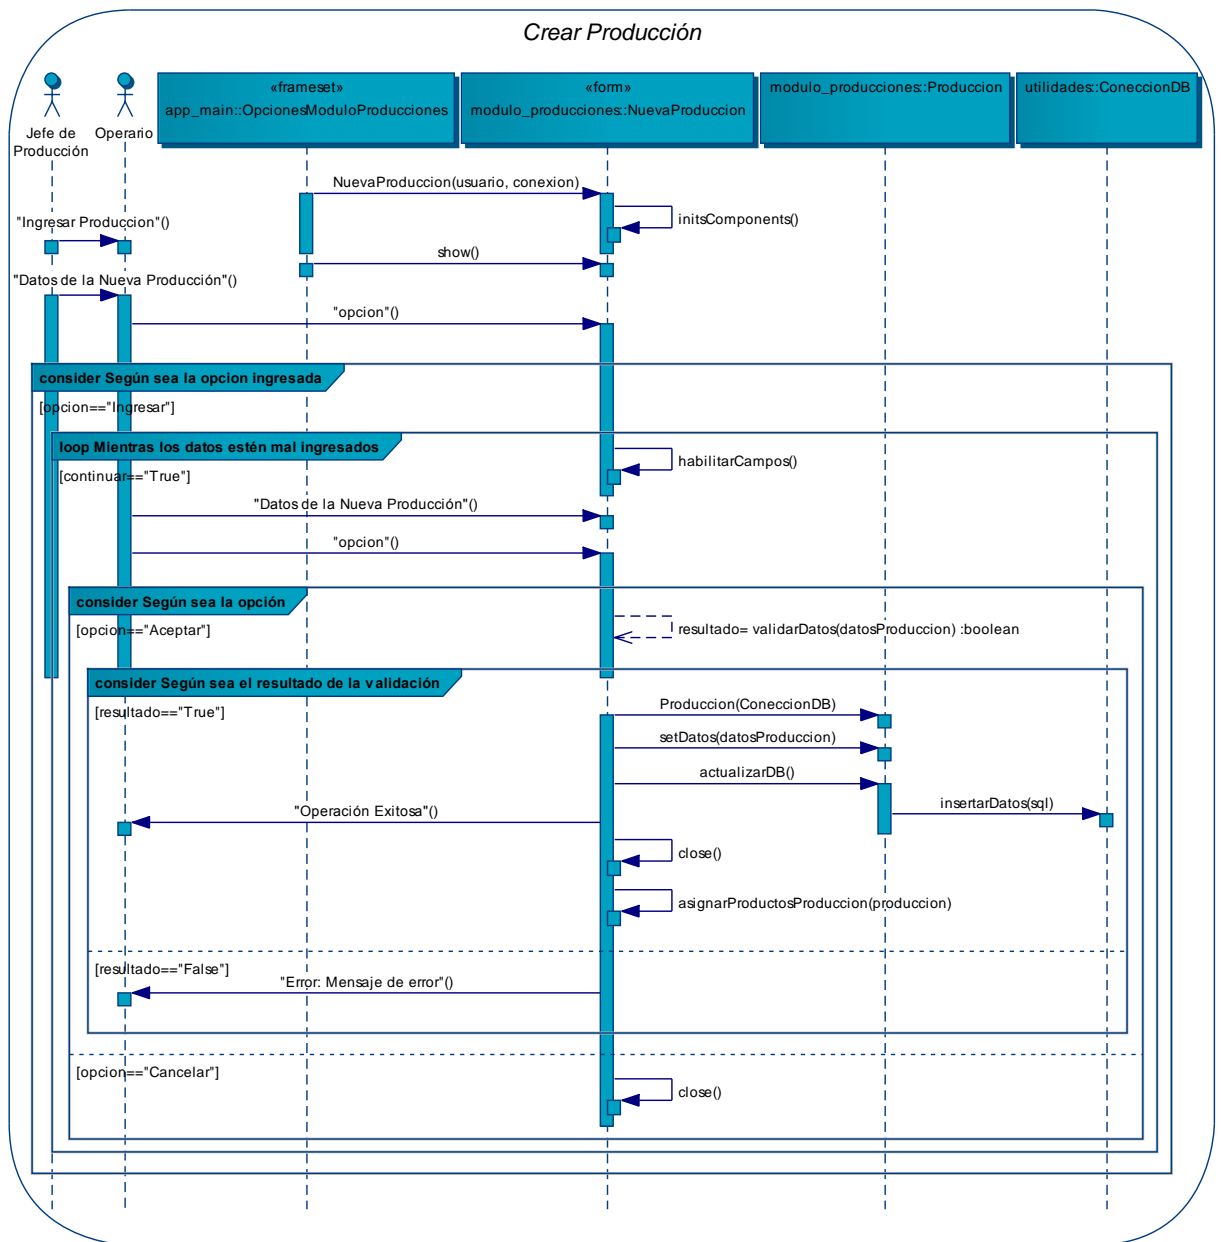 Crear Producción
Jefe de
Producción
Operario
«frameset»
app_main::OpcionesModuloProducciones
«form»
modulo_producciones::NuevaProduccion
modulo_producciones::Produccion
utilidades::ConeccionDB
NuevaProduccion(usuario, conexion)
initsComponents()
"Ingresar Produccion"()
show()
"Datos de la Nueva Producción"()
"opcion"()
consider Según sea la opcion ingresada
[opcion=="Ingresar"]
loop Mientras los datos estén mal ingresados
habilitarCampos()
[continuar=="True"]
"Datos de la Nueva Producción"()
"opcion"()
consider Según sea la opción
[opcion=="Aceptar"]
resultado= validarDatos(datosProduccion) :boolean
consider Según sea el resultado de la validación
[resultado=="True"]
Produccion(ConeccionDB)
setDatos(datosProduccion)
actualizarDB()
insertarDatos(sql)
"Operación Exitosa"()
close()
asignarProductosProduccion(produccion)
[resultado=="False"]
"Error: Mensaje de error"()
[opcion=="Cancelar"]
close()